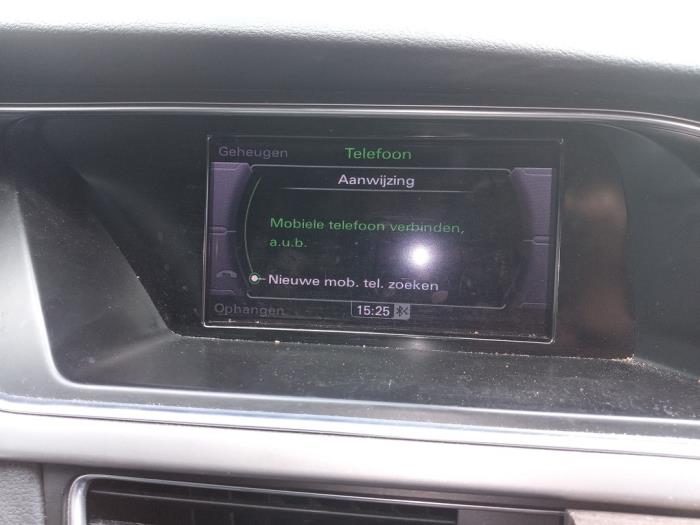 Geheugen Telefoon
Aanwijzing
Mobiele telefoon verbinden,
a.u.b.
Nieuwe mob. tel. zoeken
Ophangen 15:25